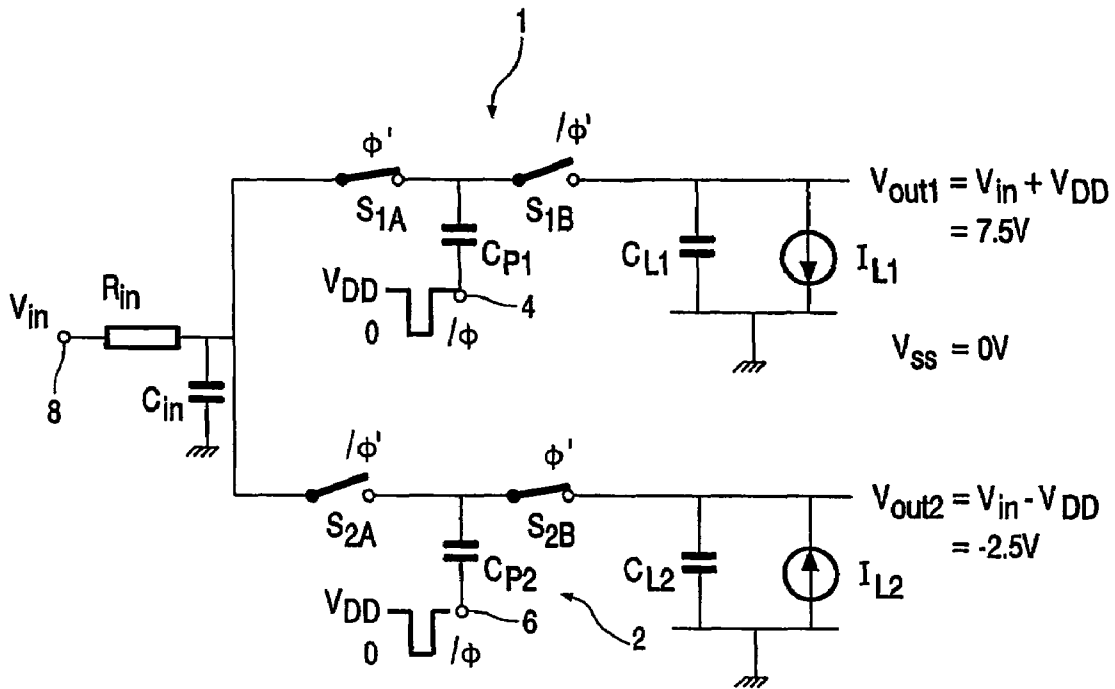 1
ϕ'
/ϕ'
S1A
S1B
Vout1 = Vin + VDD
= 7.5V
CP1
CL1
IL1
VDD
0
/ϕ
4
Vin
Rin
8
Cin
Vss = 0V
/ϕ'
ϕ'
S2A
S2B
Vout2 = Vin - VDD
= -2.5V
CP2
CL2
IL2
VDD
0
/ϕ
6
2